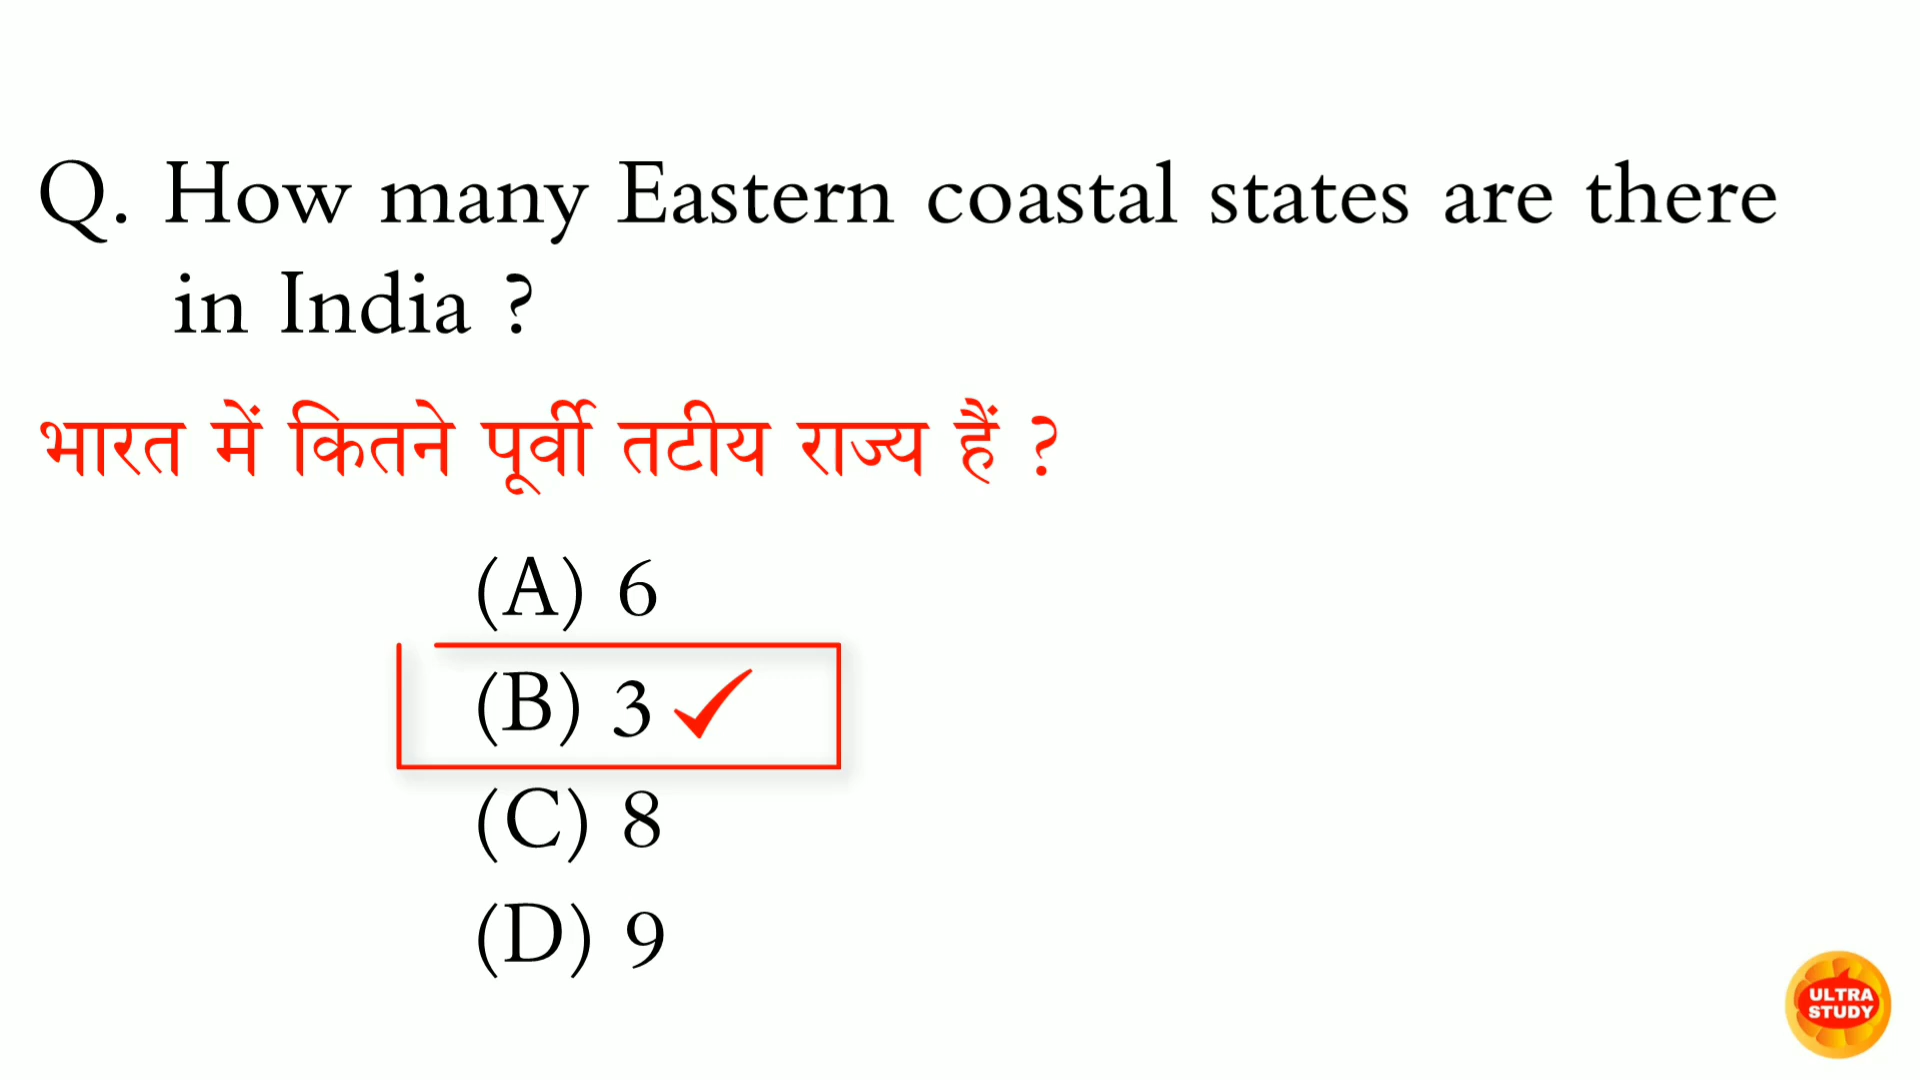 Q. How many Eastern coastal states are there
in India ?
भारत में कितने पूर्वी तटीय राज्य हैं ?
(A) 6
(B) 3
(C) 8
(D) 9
ULTRA
STUDY